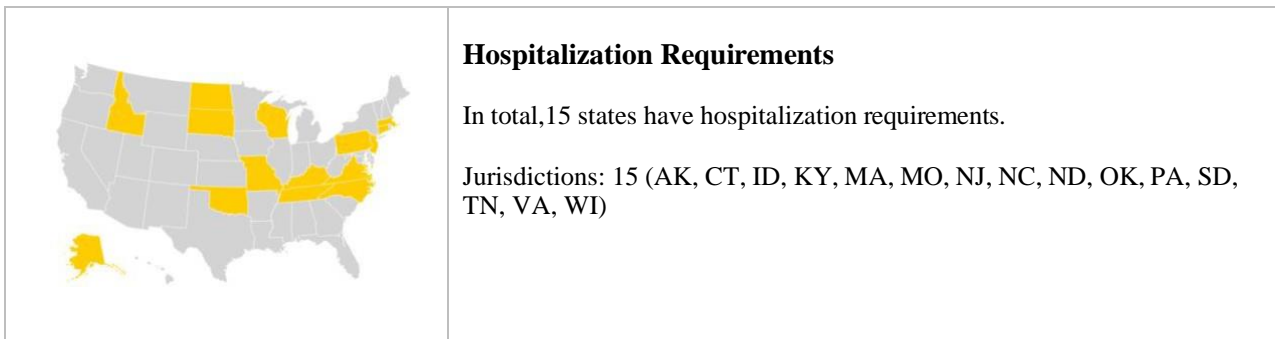 Hospitalization Requirements
In total,15 states have hospitalization requirements.
Jurisdictions: 15 (AK, CT, ID, KY, MA, MO, NJ, NC, ND, OK, PA, SD,
TN, VA, WI)